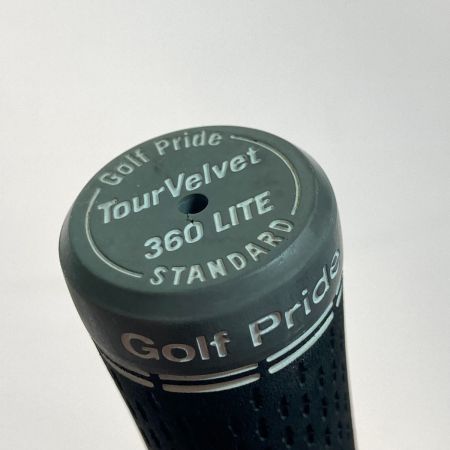 Golf Pride
TourVelvet
360 LITE
STANDARD
Golf Pride